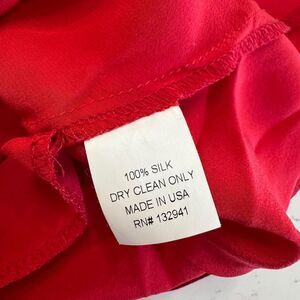 100% SILK
DRY CLEAN ONLY
MADE IN USA
RN# 132941